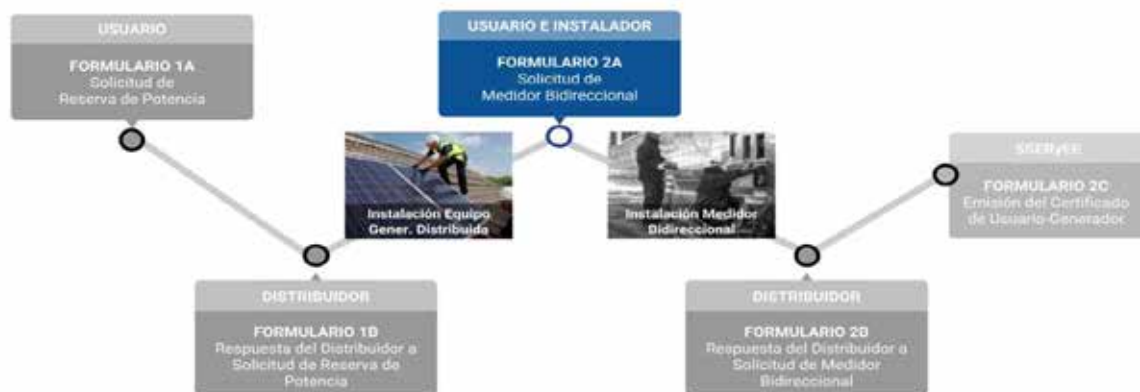 USUARIO
FORMULARIO 1A
Solicitud de
Reserva de Potencia
USUARIO E INSTALADOR
FORMULARIO 2A
Solicitud de
Medidor Bidireccional
Instalación Equipo
Gener. Distribuida
Instalación Medidor
Bidireccional
SSERyEE
FORMULARIO 2C
Emisión del Certificado
de Usuario-Generador
DISTRIBUIDOR
FORMULARIO 1B
Respuesta del Distribuidor a
Solicitud de Reserva de
Potencia
DISTRIBUIDOR
FORMULARIO 2B
Respuesta del Distribuidor a
Solicitud de Medidor
Bidireccional